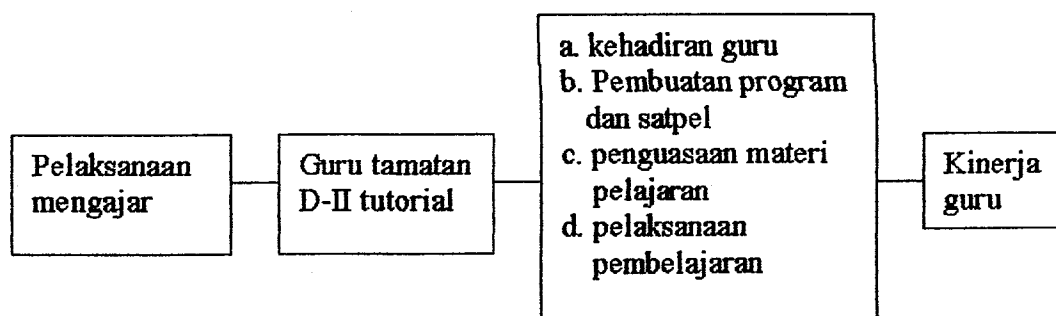 Pelaksanaan
mengajar
Guru tamatan
D-II tutorial
a. kehadiran guru
b. Pembuatan program
dan satpel
c. penguasaan materi
pelajaran
d. pelaksanaan
pembelajaran
Kinerja
guru